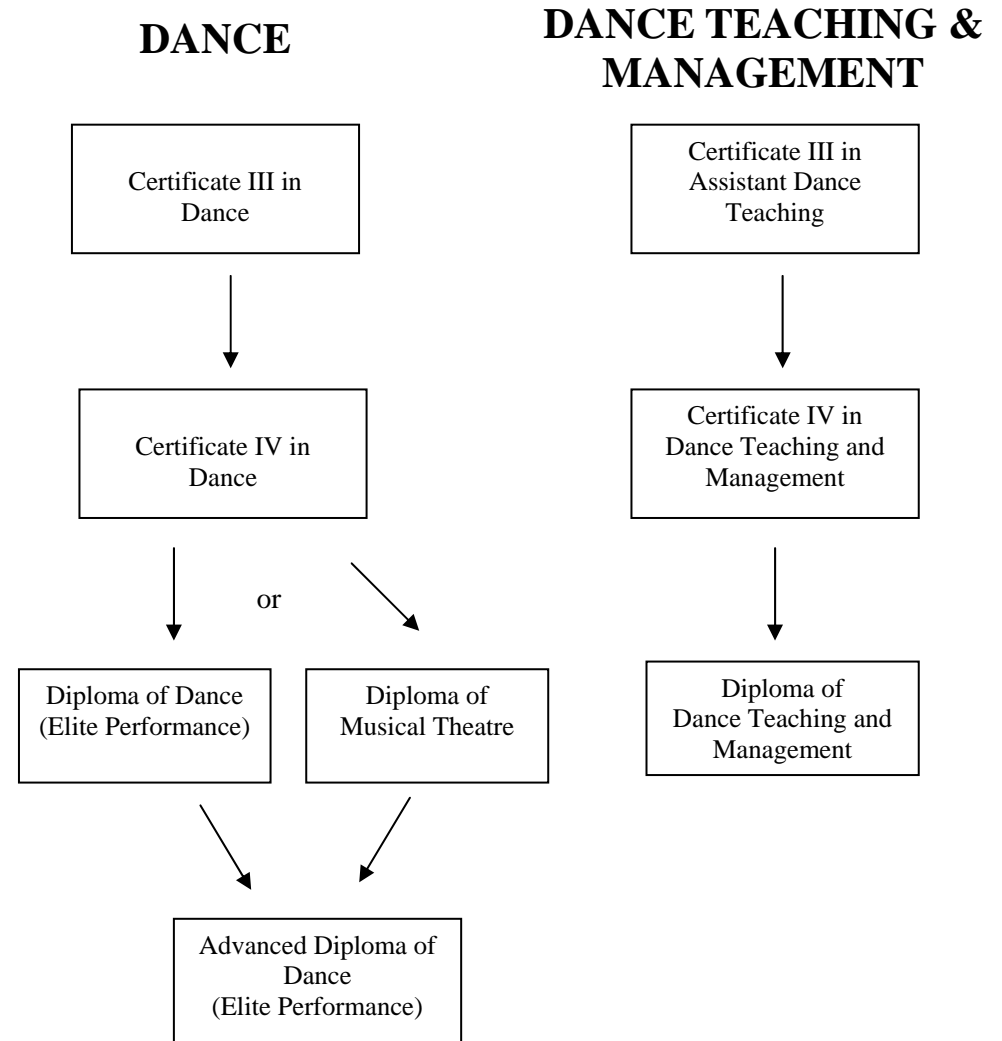 DANCE
DANCE TEACHING &
MANAGEMENT
Certificate III in
Dance
Certificate III in
Assistant Dance
Teaching
Certificate IV in
Dance
Certificate IV in
Dance Teaching and
Management
or
Diploma of Dance
(Elite Performance)
Diploma of
Musical Theatre
Diploma of
Dance Teaching and
Management
Advanced Diploma of
Dance
(Elite Performance)